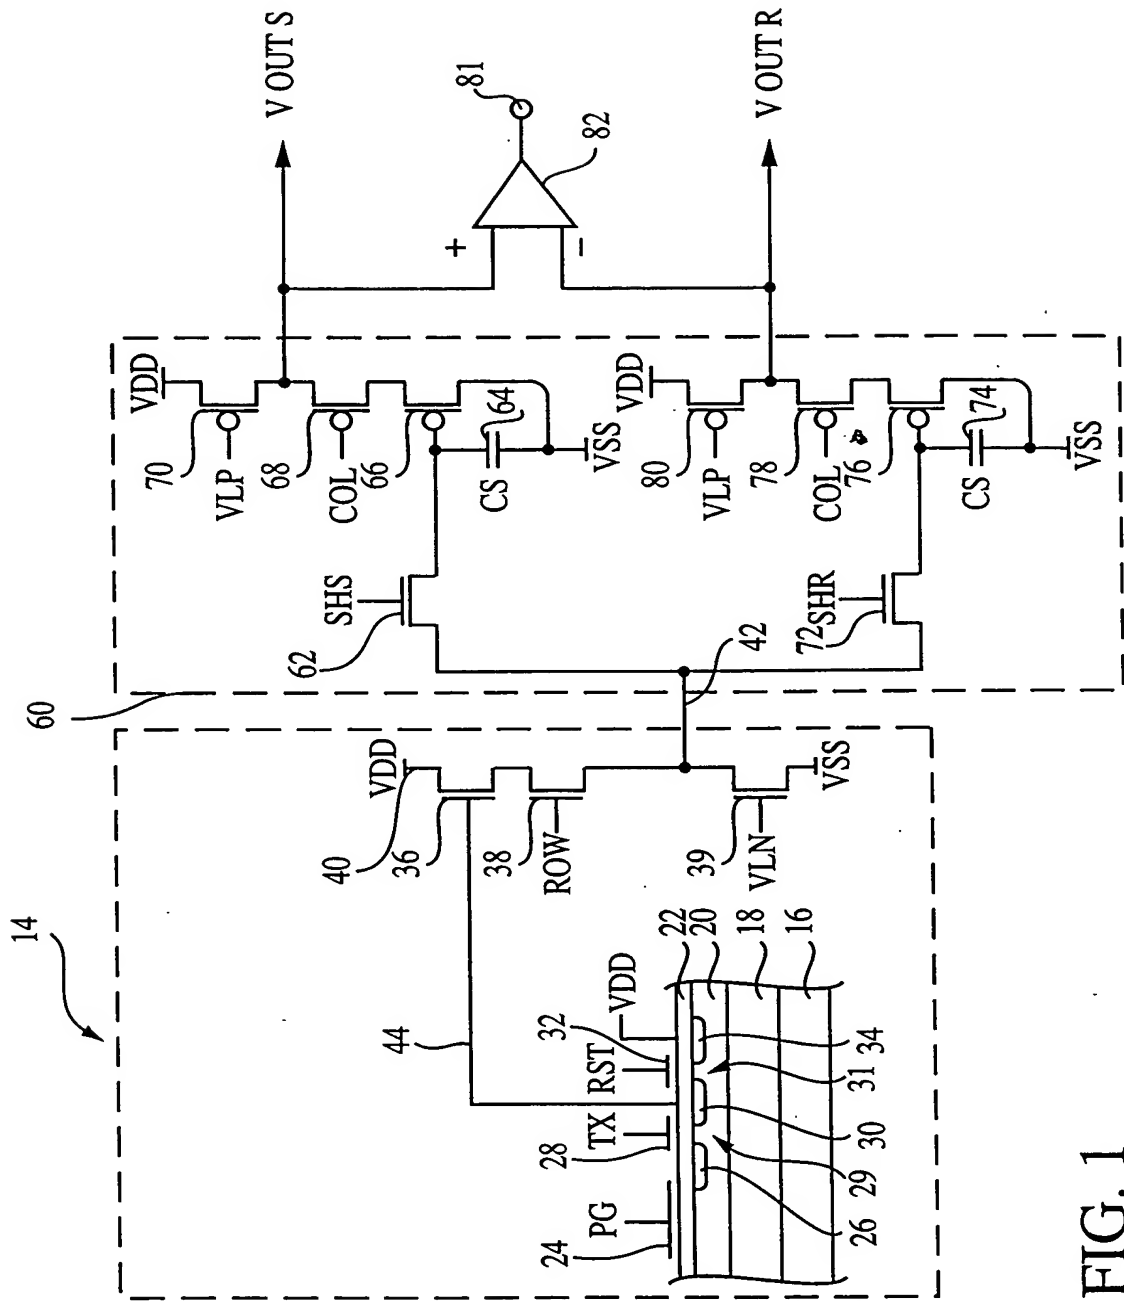 14
60
VDD
40
36
38
ROW
39
VLN
VSS
42
44
PG
24
TX
28
RST
32
VDD
22
20
18
16
26
29
30
31
34
SHS
62
VDD
70
VLP
68
COL
66
64
CS
VSS
SHR
72
VDD
80
VLP
78
COL
76
74
CS
VSS
V OUT S
+
-
81
82
V OUT R
FIG. 1